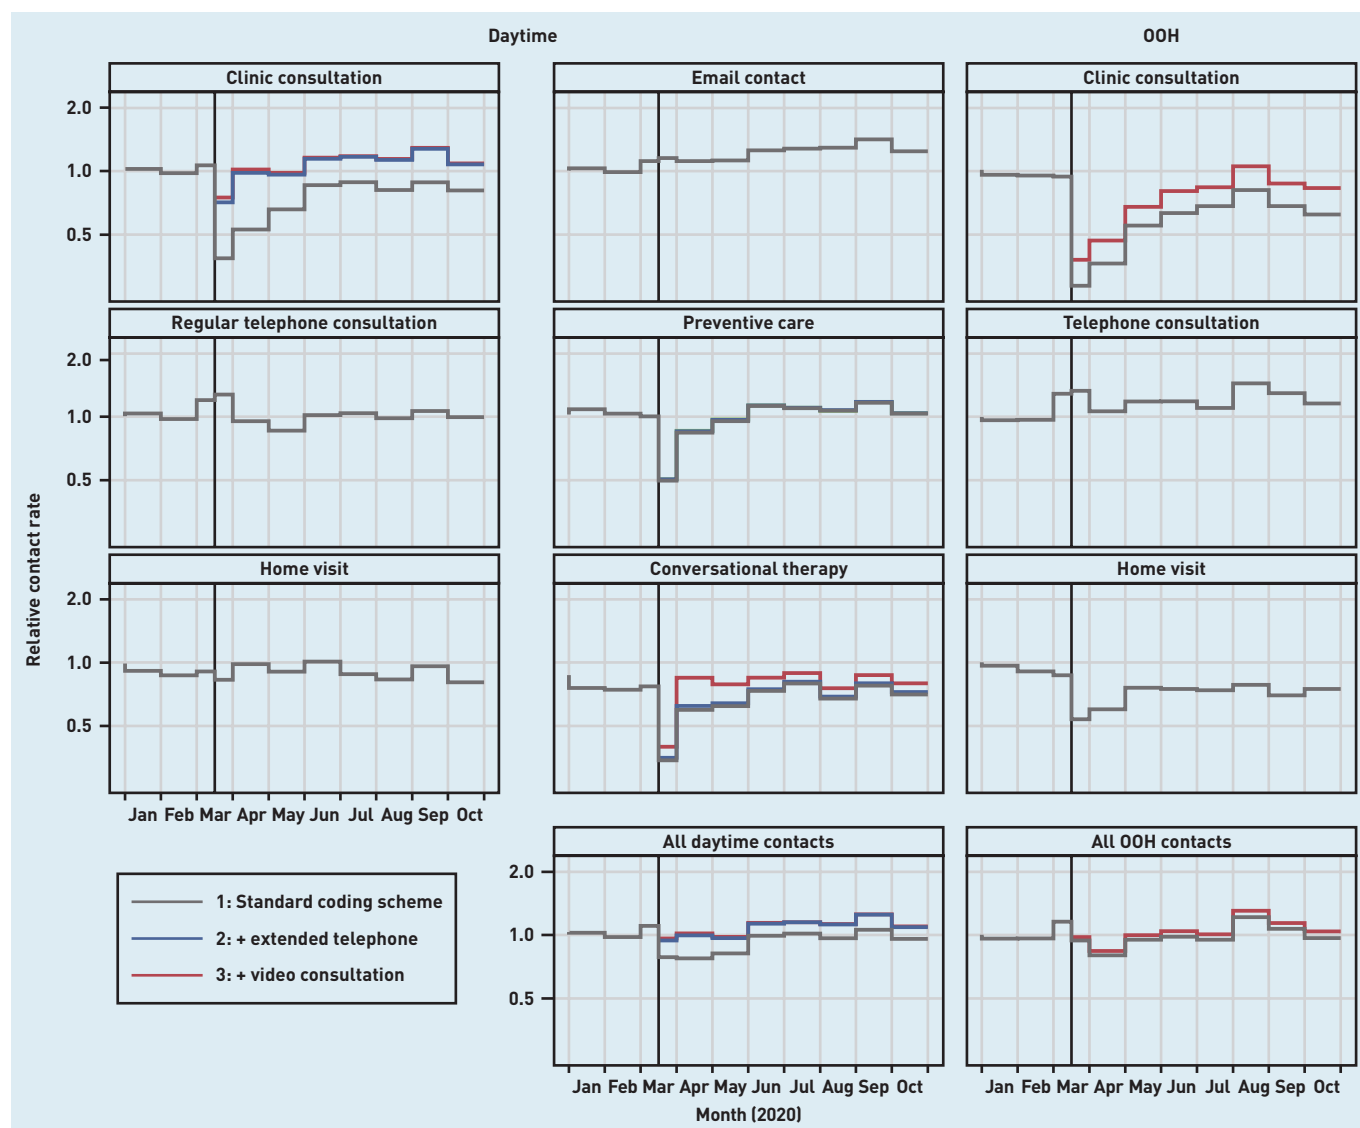 Daytime
OOH
Clinic consultation
Email contact
Clinic consultation
2.0
1.0
0.5
Regular telephone consultation
Preventive care
Telephone consultation
2.0
1.0
0.5
Home visit
Conversational therapy
Home visit
2.0
1.0
0.5
Relative contact rate
Jan Feb Mar Apr May Jun Jul Aug Sep Oct
All daytime contacts
All OOH contacts
2.0
1.0
0.5
1: Standard coding scheme
2: + extended telephone
3: + video consultation
Jan Feb Mar Apr May Jun Jul Aug Sep Oct
Jan Feb Mar Apr May Jun Jul Aug Sep Oct
Month (2020)